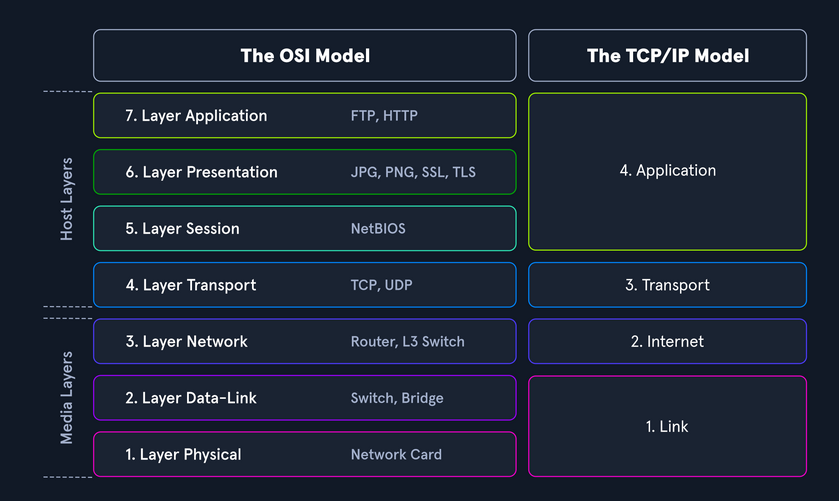 The OSI Model
The TCP/IP Model
Host Layers
7. Layer Application
FTP, HTTP
6. Layer Presentation
JPG, PNG, SSL, TLS
5. Layer Session
NetBIOS
4. Layer Transport
TCP, UDP
4. Application
3. Transport
Media Layers
3. Layer Network
Router, L3 Switch
2. Layer Data-Link
Switch, Bridge
1. Layer Physical
Network Card
2. Internet
1. Link